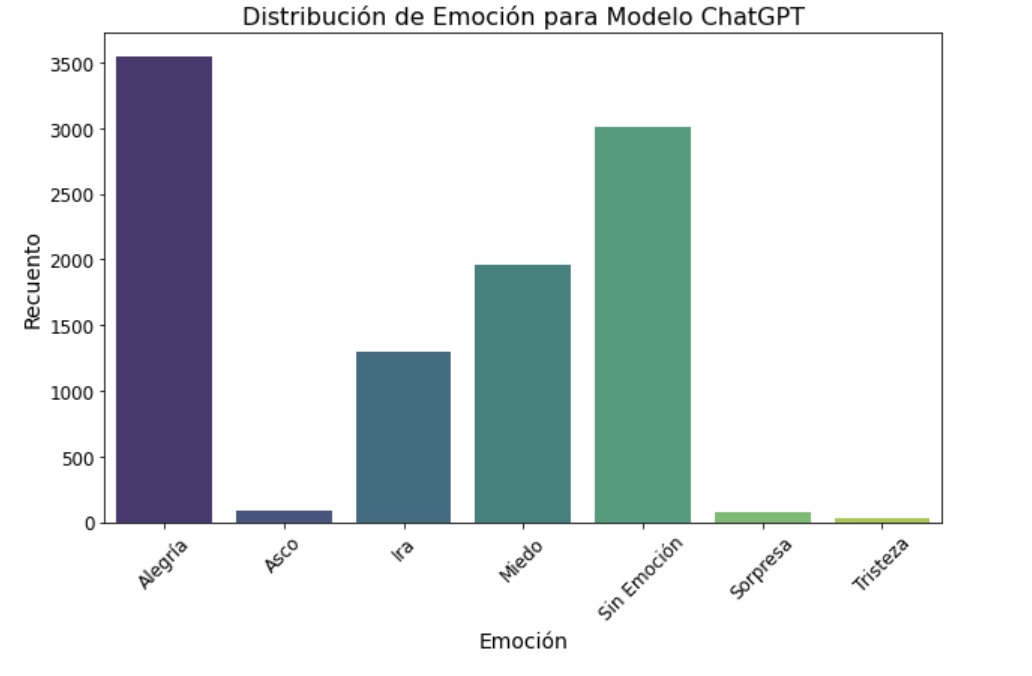 Distribución de Emoción para Modelo ChatGPT
3500
3000
2500
2000
1500
1000
500
0
Recuento
Alegría
Asco
Ira
Miedo
Sin Emoción
Sorpresa
Tristeza
Emoción